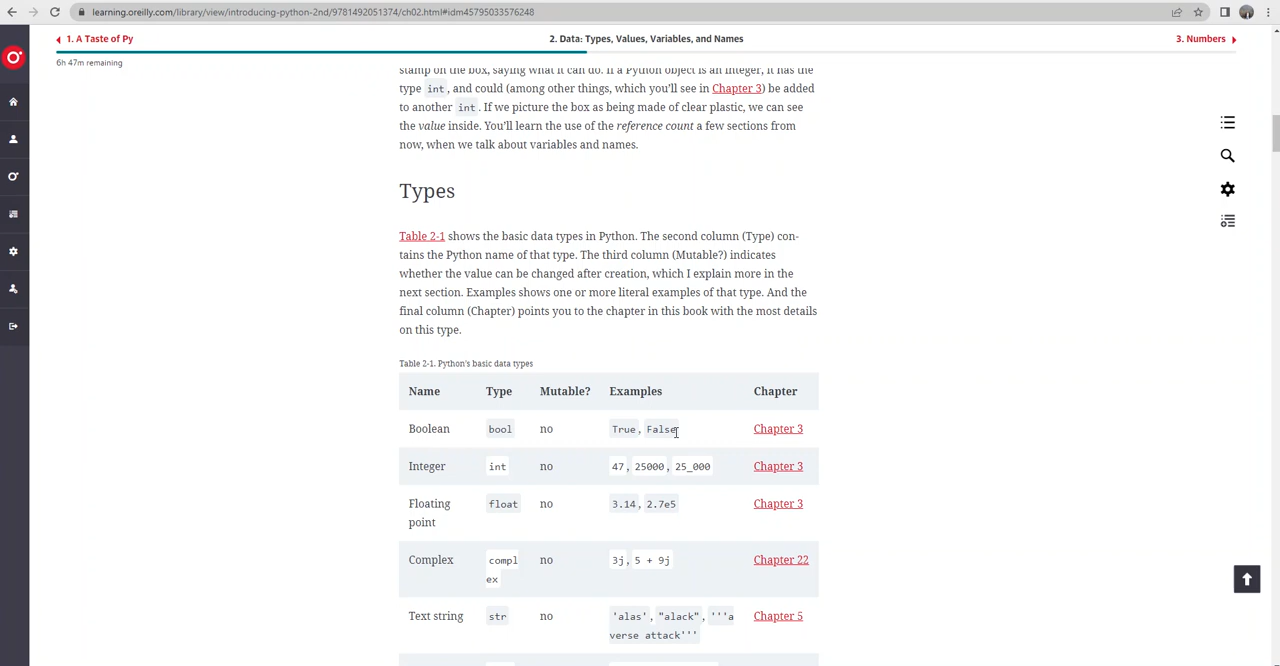 learning.oreilly.com/library/view/introducing-python-2nd/9781492051374/ch02.html#idm45795033576248
1. A Taste of Py
2. Data: Types, Values, Variables, and Names
3. Numbers
6h 47m remaining
stamp on the box, saying what it can do. If a Python object is an integer, it has the
type int, and could (among other things, which you’ll see in Chapter 3) be added
to another int. If we picture the box as being made of clear plastic, we can see
the value inside. You’ll learn the use of the reference count a few sections from
now, when we talk about variables and names.
Types
Table 2-1 shows the basic data types in Python. The second column (Type) con-
tains the Python name of that type. The third column (Mutable?) indicates
whether the value can be changed after creation, which I explain more in the
next section. Examples shows one or more literal examples of that type. And the
final column (Chapter) points you to the chapter in this book with the most details
on this type.
Table 2-1. Python’s basic data types
Name Type Mutable? Examples Chapter
Boolean bool no True, False Chapter 3
Integer int no 47, 25000, 25_000 Chapter 3
Floating float no 3.14, 2.7e5 Chapter 3
point
Complex compl no 3j, 5 + 9j Chapter 22
ex
Text string str no 'alas', "alack", '''a Chapter 5
verse attack'''